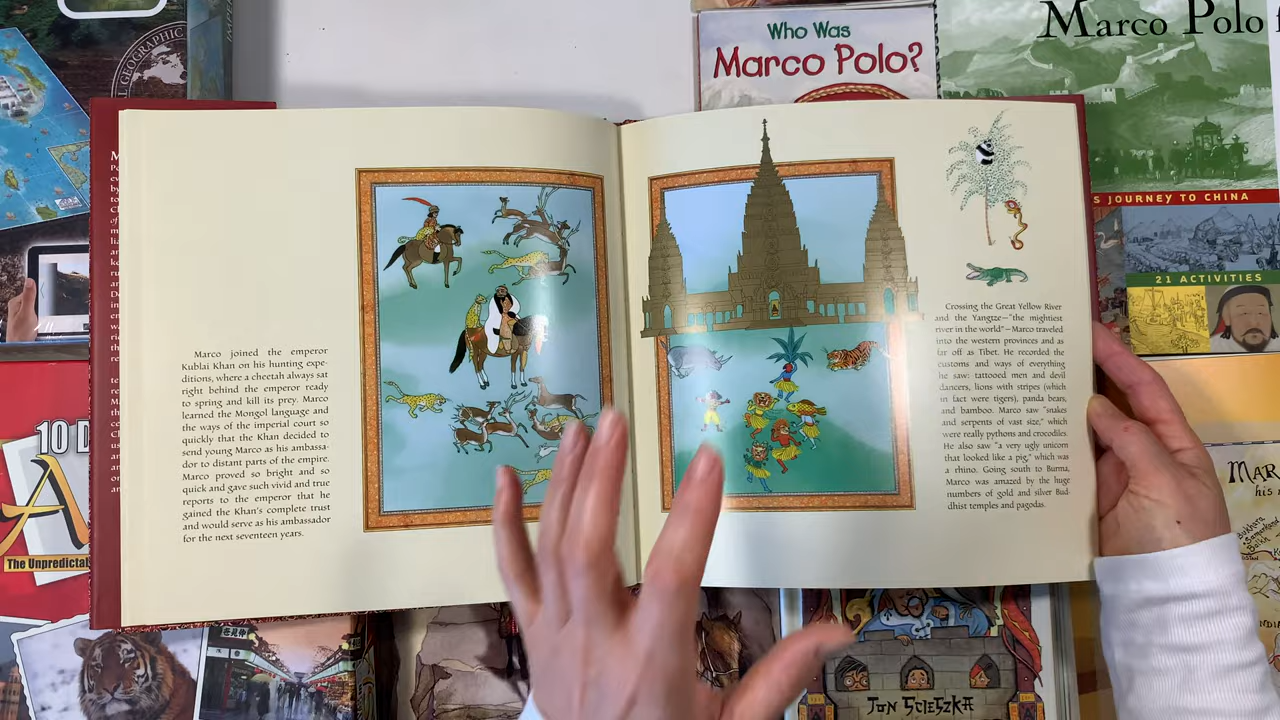 Who Was
Marco Polo?
Marco Polo
GEOGRAPHIC
S JOURNEY TO CHINA
21 ACTIVITIES
Marco joined the emperor
Kublai Khan on his hunting expe-
ditions, where a cheetah always sat
right behind the emperor ready
to spring and kill its prey. Marco
learned the Mongol language and
the ways of the imperial court so
quickly that the Khan decided to
send young Marco as his ambassa-
dor to distant parts of the empire.
Marco proved so bright and so
quick and gave such vivid and true
reports to the emperor that he
gained the Khan's complete trust
and would serve as his ambassador
for the next seventeen years.
Crossing the Great Yellow River
and the Yangtze—"the mightiest
river in the world"—Marco traveled
into the western provinces and as
far off as Tibet. He recorded the
customs and ways of everything
he saw: tattooed men and devil
dancers, lions with stripes (which
in fact were tigers), panda bears,
and bamboo. Marco saw "snakes
and serpents of vast size," which
were really pythons and crocodiles.
He also saw "a very ugly unicorn
that looked like a pig," which was
a rhino. Going south to Burma,
Marco was amazed by the huge
numbers of gold and silver Bud-
dhist temples and pagodas.
10 D
A
The Unpredictab
MAR
his
JON SCIESZKA